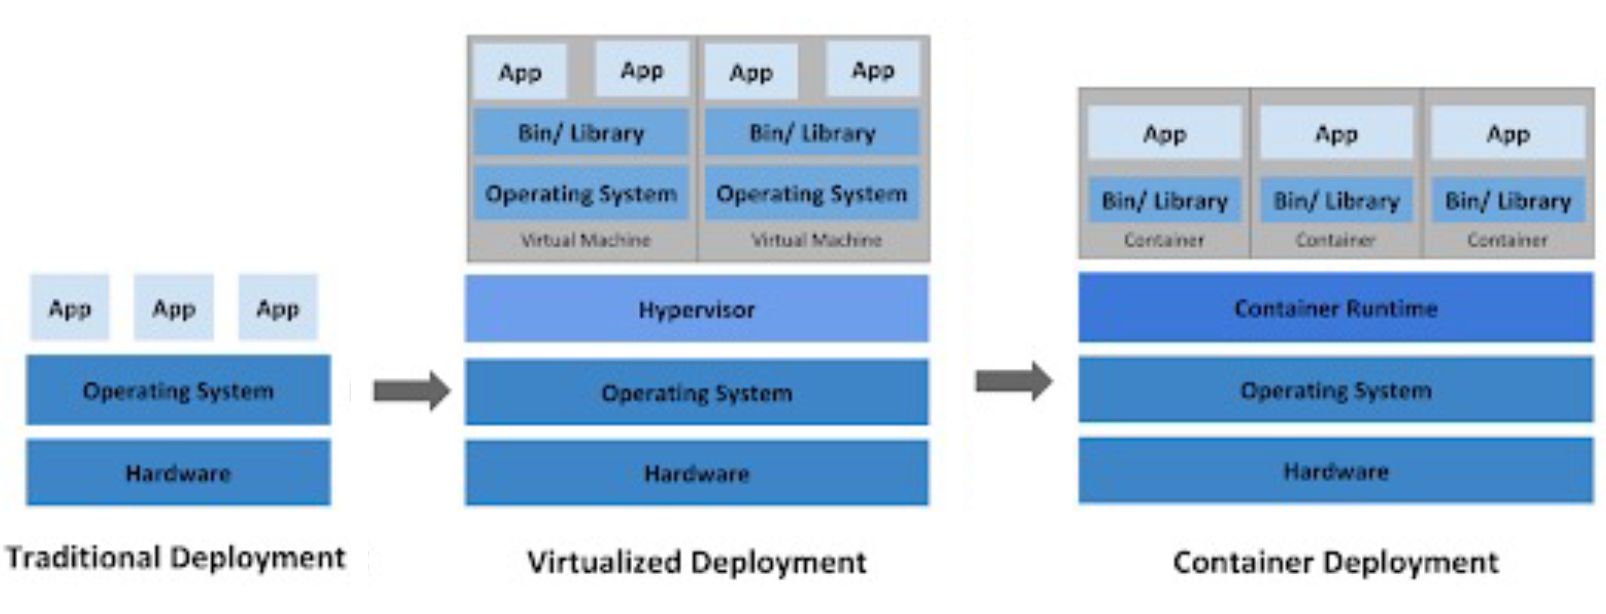 App
App
App
Operating System
Hardware
Traditional Deployment
App
App
App
App
Bin/ Library
Bin/ Library
Operating System
Operating System
Virtual Machine
Virtual Machine
Hypervisor
Operating System
Hardware
Virtualized Deployment
App
App
App
Bin/ Library
Bin/ Library
Bin/ Library
Container
Container
Container
Container Runtime
Operating System
Hardware
Container Deployment